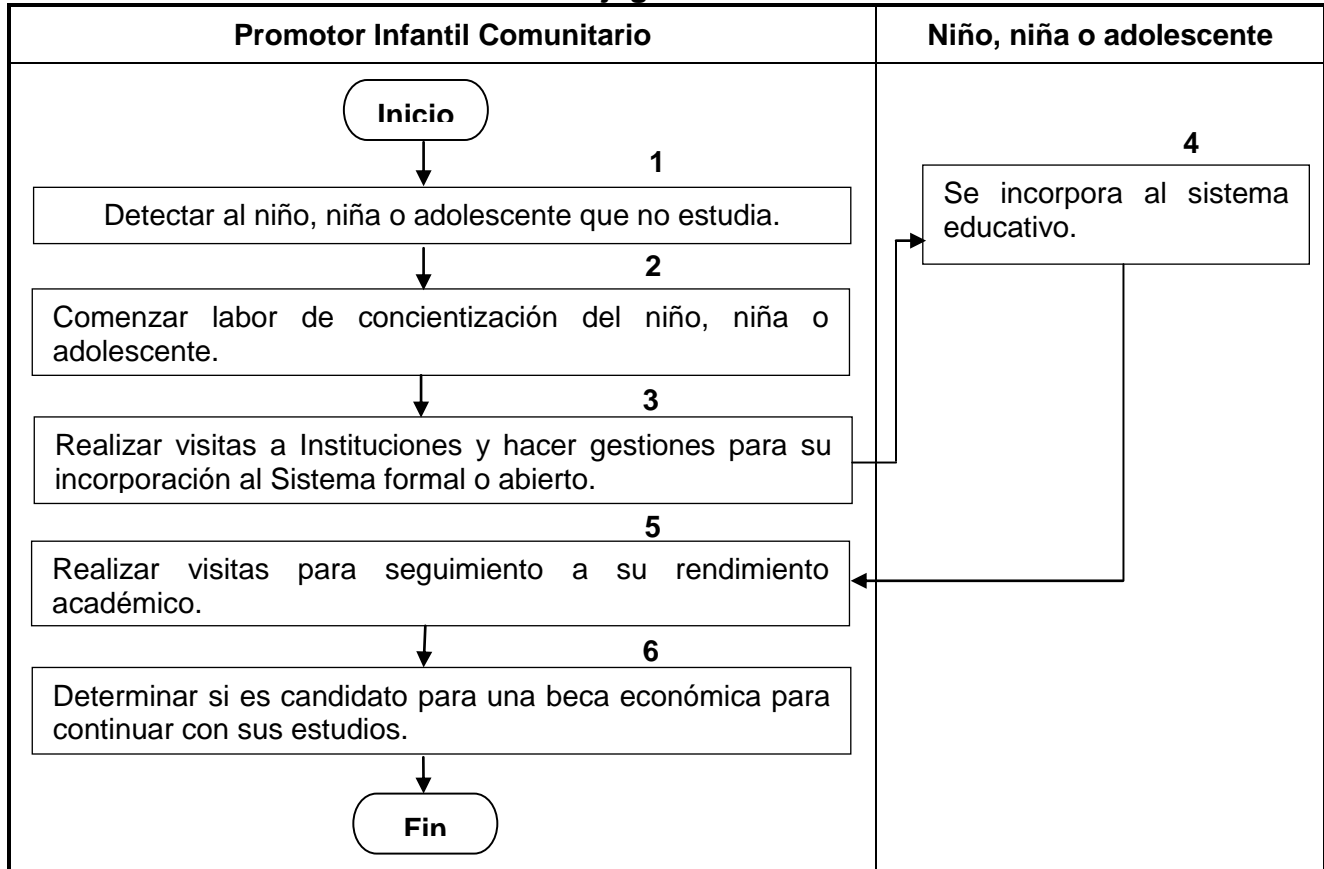 Promotor Infantil Comunitario
Niño, niña o adolescente
Inicio
1
Detectar al niño, niña o adolescente que no estudia.
2
Comenzar labor de concientización del niño, niña o
adolescente.
3
Realizar visitas a Instituciones y hacer gestiones para su
incorporación al Sistema formal o abierto.
4
Se incorpora al sistema
educativo.
5
Realizar visitas para seguimiento a su rendimiento
académico.
6
Determinar si es candidato para una beca económica para
continuar con sus estudios.
Fin